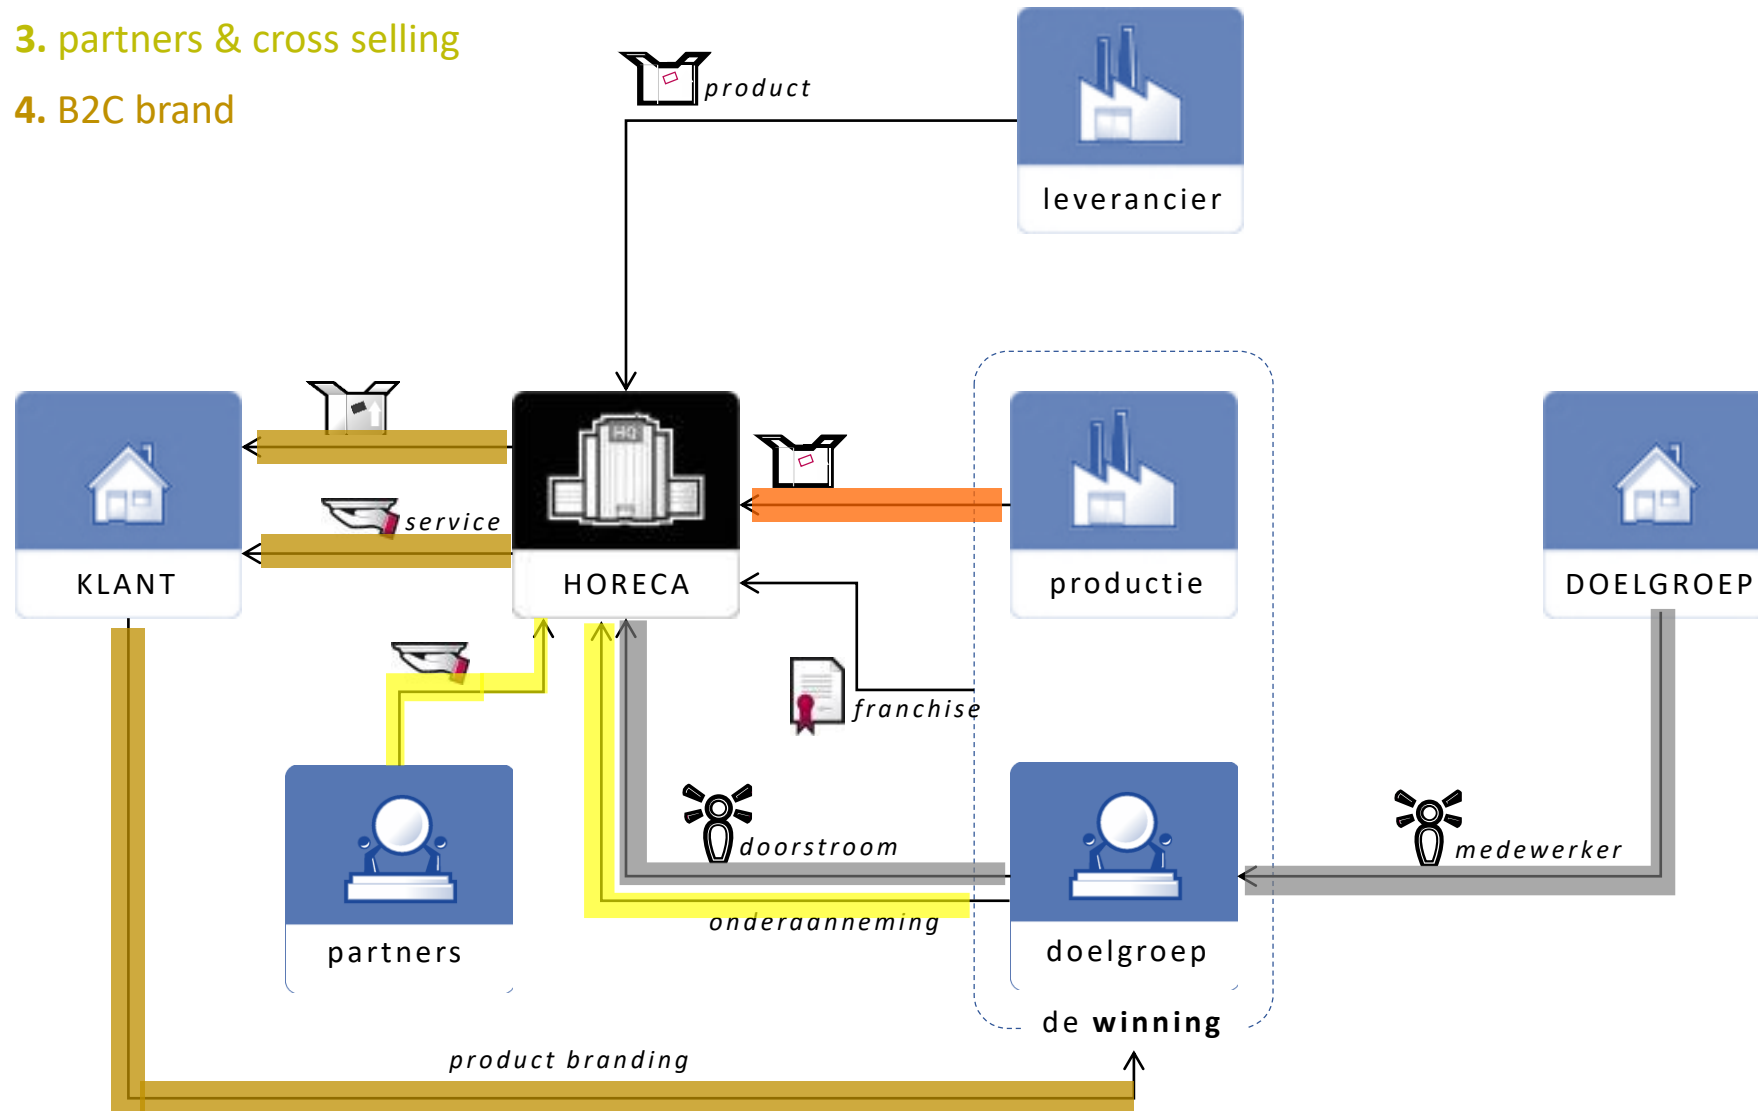 3. partners & cross selling
4. B2C brand
product
leverancier
HQ
service
KLANT
HORECA
productie
DOELGROEP
franchise
doorstroom
medewerker
onderaanneming
partners
doelgroep
de winning
product branding